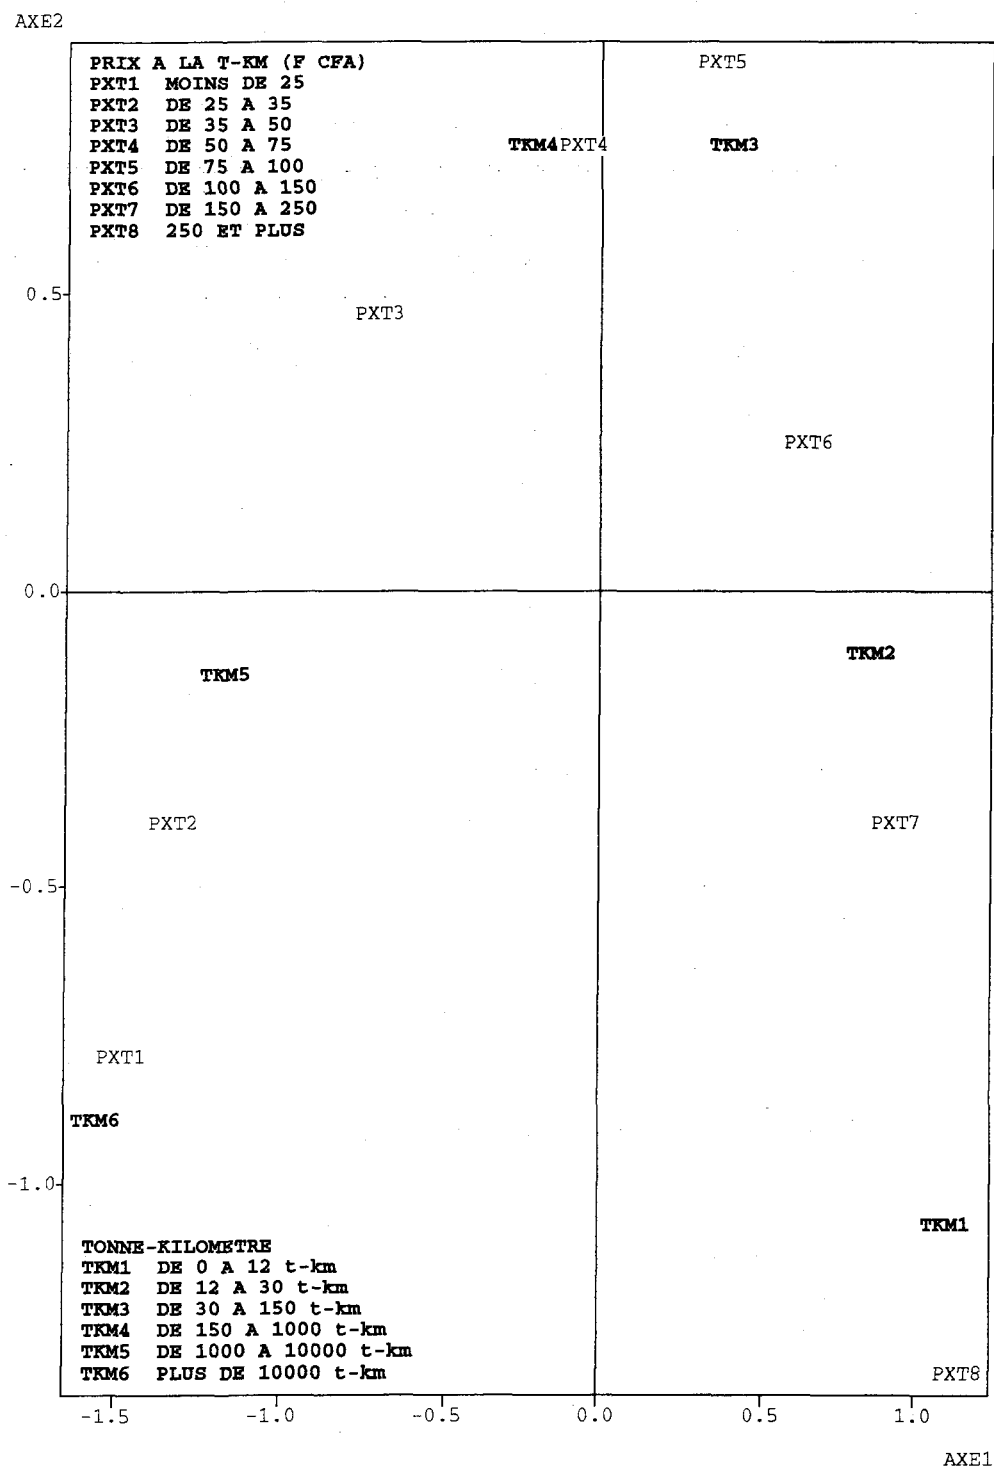 AXE2
PRIX A LA T-KM (F CFA)
PXT1 MOINS DE 25
PXT2 DE 25 A 35
PXT3 DE 35 A 50
PXT4 DE 50 A 75
PXT5 DE 75 A 100
PXT6 DE 100 A 150
PXT7 DE 150 A 250
PXT8 250 ET PLUS
PXT5
TKM4 PXT4
TKM3
0.5
PXT3
PXT6
0.0
TKM2
TKM5
PXT2
PXT7
-0.5
PXT1
TKM6
-1.0
TKM1
TONNE-KILOMETRE
TKM1 DE 0 A 12 t-km
TKM2 DE 12 A 30 t-km
TKM3 DE 30 A 150 t-km
TKM4 DE 150 A 1000 t-km
TKM5 DE 1000 A 10000 t-km
TKM6 PLUS DE 10000 t-km
PXT8
-1.5 -1.0 -0.5 0.0 0.5 1.0
AXE1